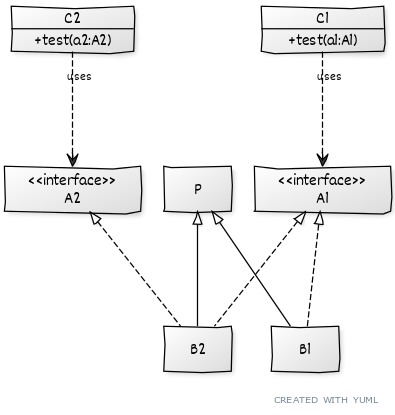 C2
+test(a2:A2)
C1
+test(a1:A1)
uses
uses
<<interface>>
A2
P
<<interface>>
A1
B2
B1
CREATED WITH YUML